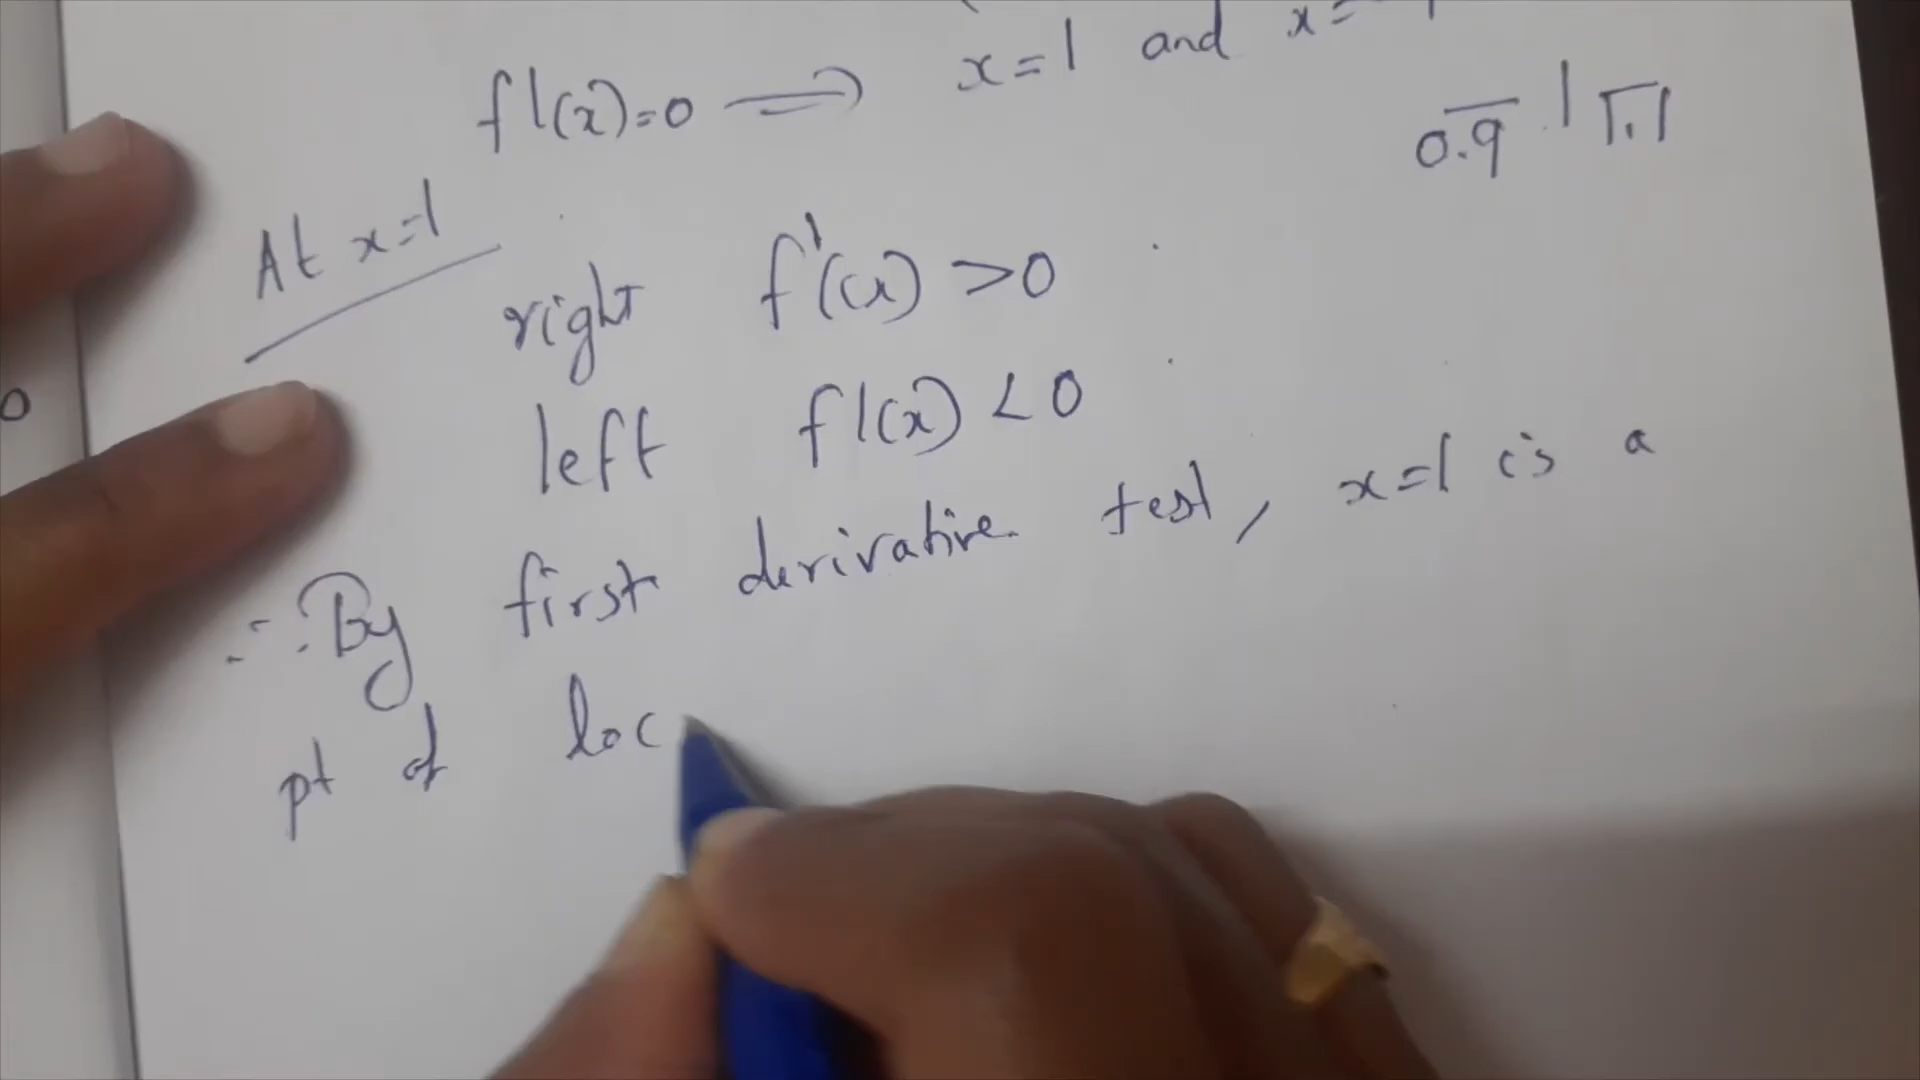 f'(x)=0 ⟹ x=1 and x=
0.9 | 1.1
At x=1
right f'(x) >0
left f'(x) <0
∴ By first derivative test, x=1 is a
pt of loc
0